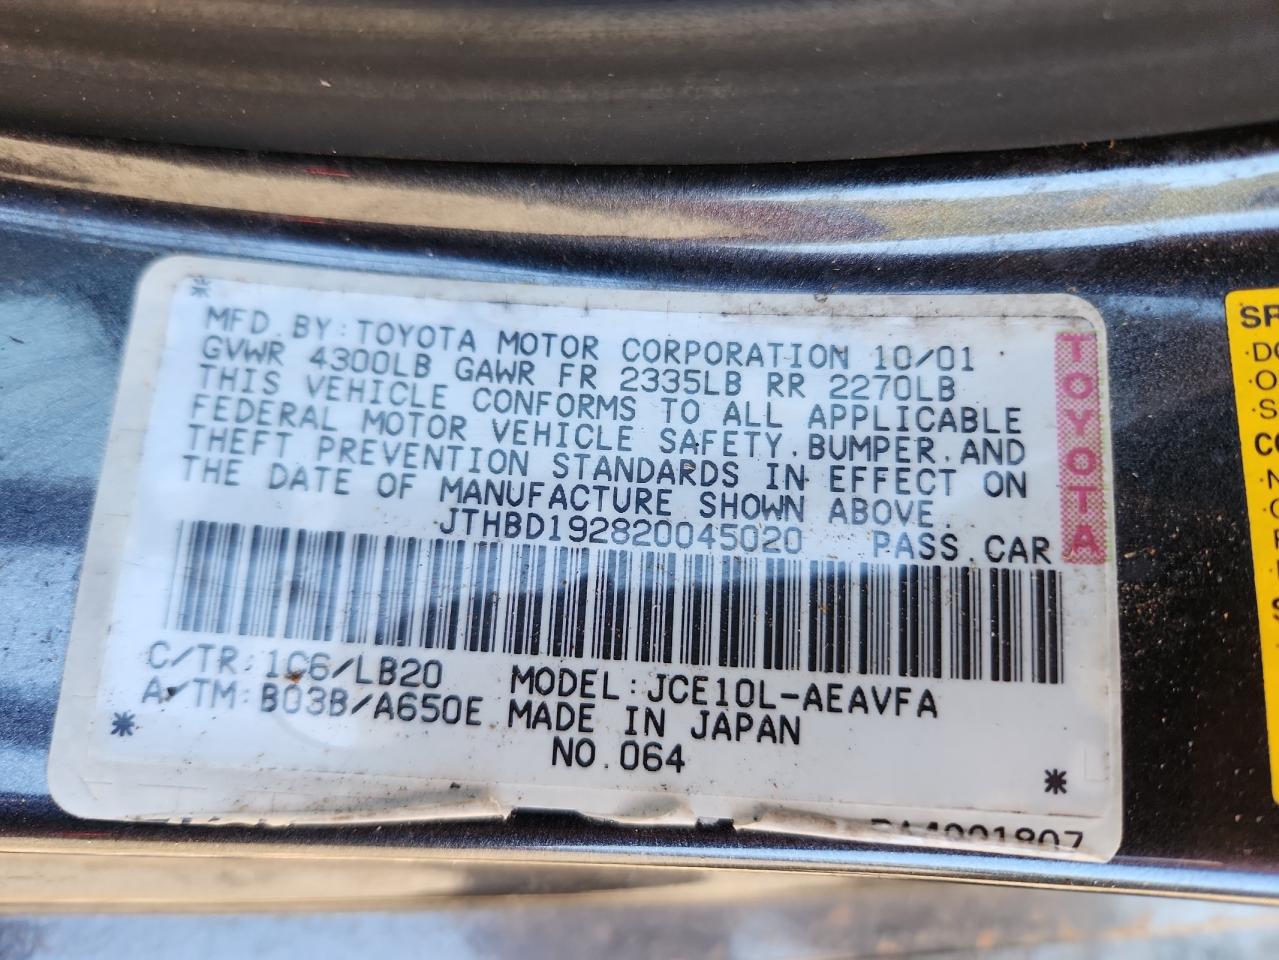 MFD. BY: TOYOTA MOTOR CORPORATION 10/01
GVWR 4300LB GAWR FR 2335LB RR 2270LB
THIS VEHICLE CONFORMS TO ALL APPLICABLE
FEDERAL MOTOR VEHICLE SAFETY, BUMPER, AND
THEFT PREVENTION STANDARDS IN EFFECT ON
THE DATE OF MANUFACTURE SHOWN ABOVE.
JTHBD192820045020 PASS. CAR
C/TR: 1C6/LB20 MODEL: JCE10L-AEAVFA
A/TM: B03B/A650E MADE IN JAPAN
NO. 064
TOYOTA